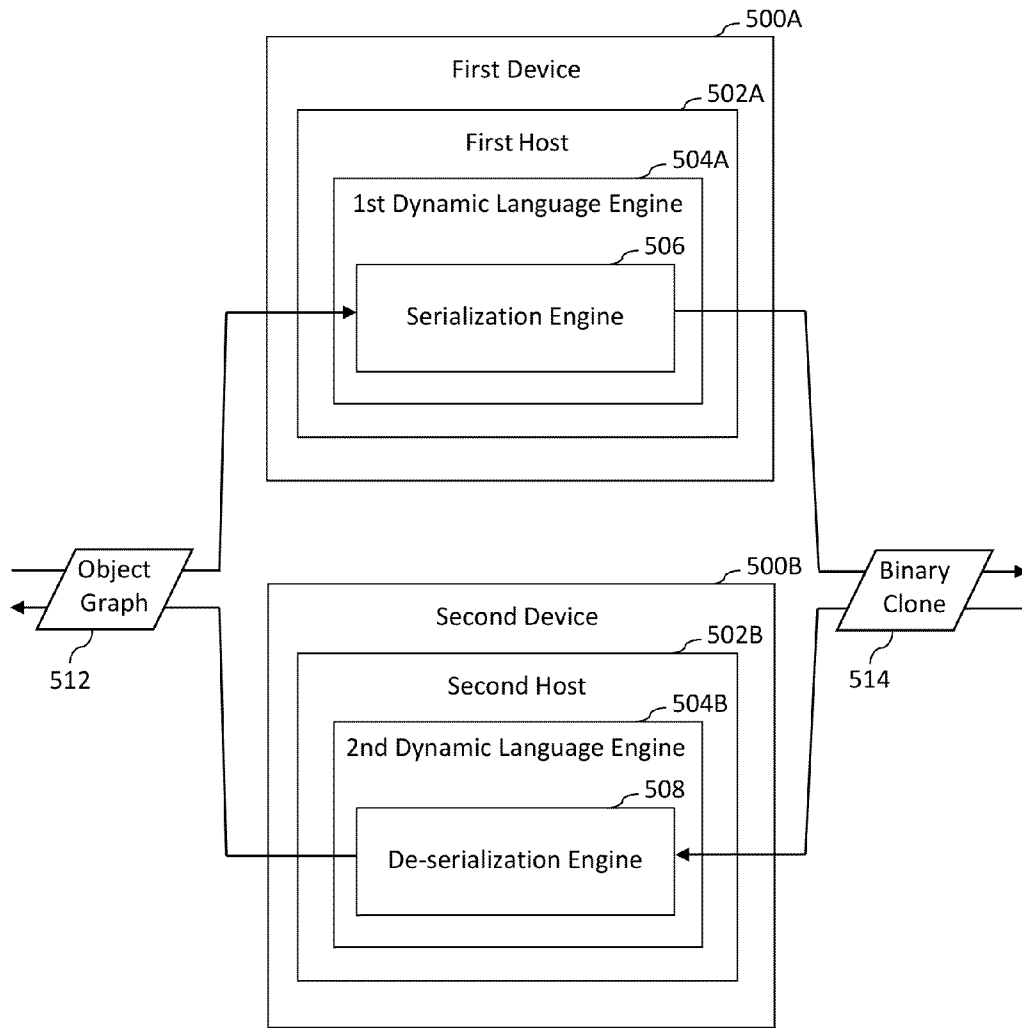 500A
First Device
502A
First Host
504A
1st Dynamic Language Engine
506
Serialization Engine
Object
Graph
512
Binary
Clone
514
500B
Second Device
502B
Second Host
504B
2nd Dynamic Language Engine
508
De-serialization Engine